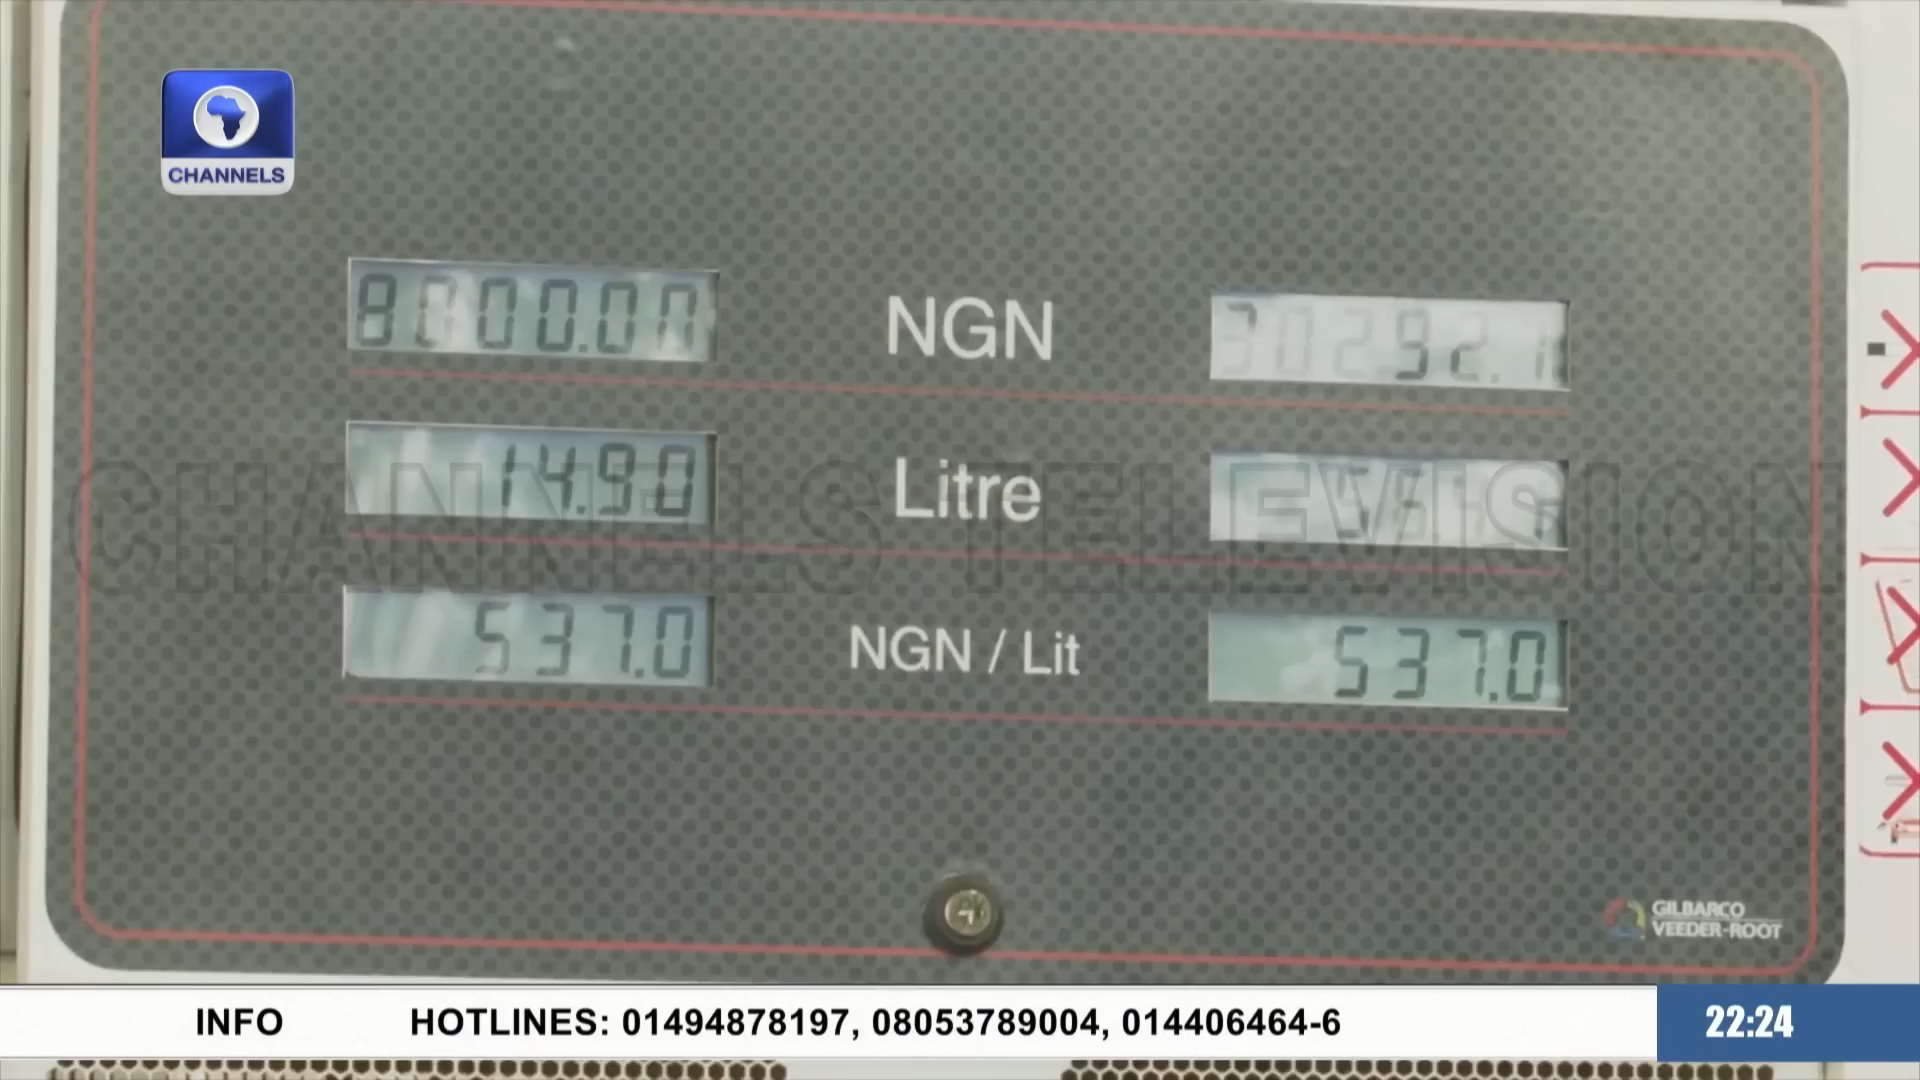 CHANNELS
8000.00 NGN
14.90 Litre
537.0 NGN / Lit 537.0
CHANNELS TELEVISION
GILBARCO
VEEDER-ROOT
INFO HOTLINES: 01494878197, 08053789004, 014406464-6 22:24